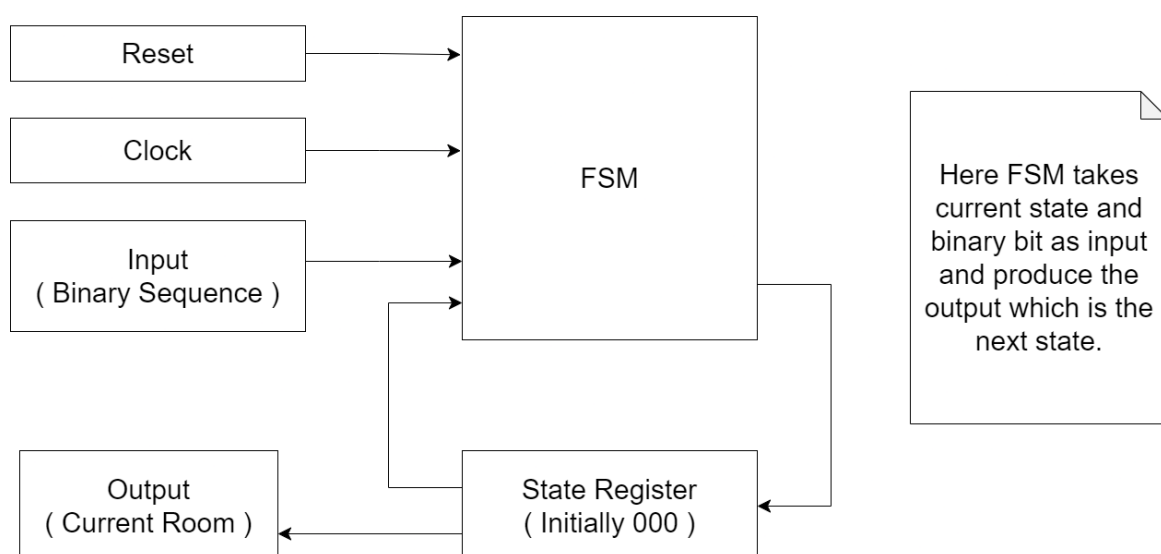 Reset
Clock
Input
( Binary Sequence )
FSM
Here FSM takes
current state and
binary bit as input
and produce the
output which is the
next state.
Output
( Current Room )
State Register
( Initially 000 )